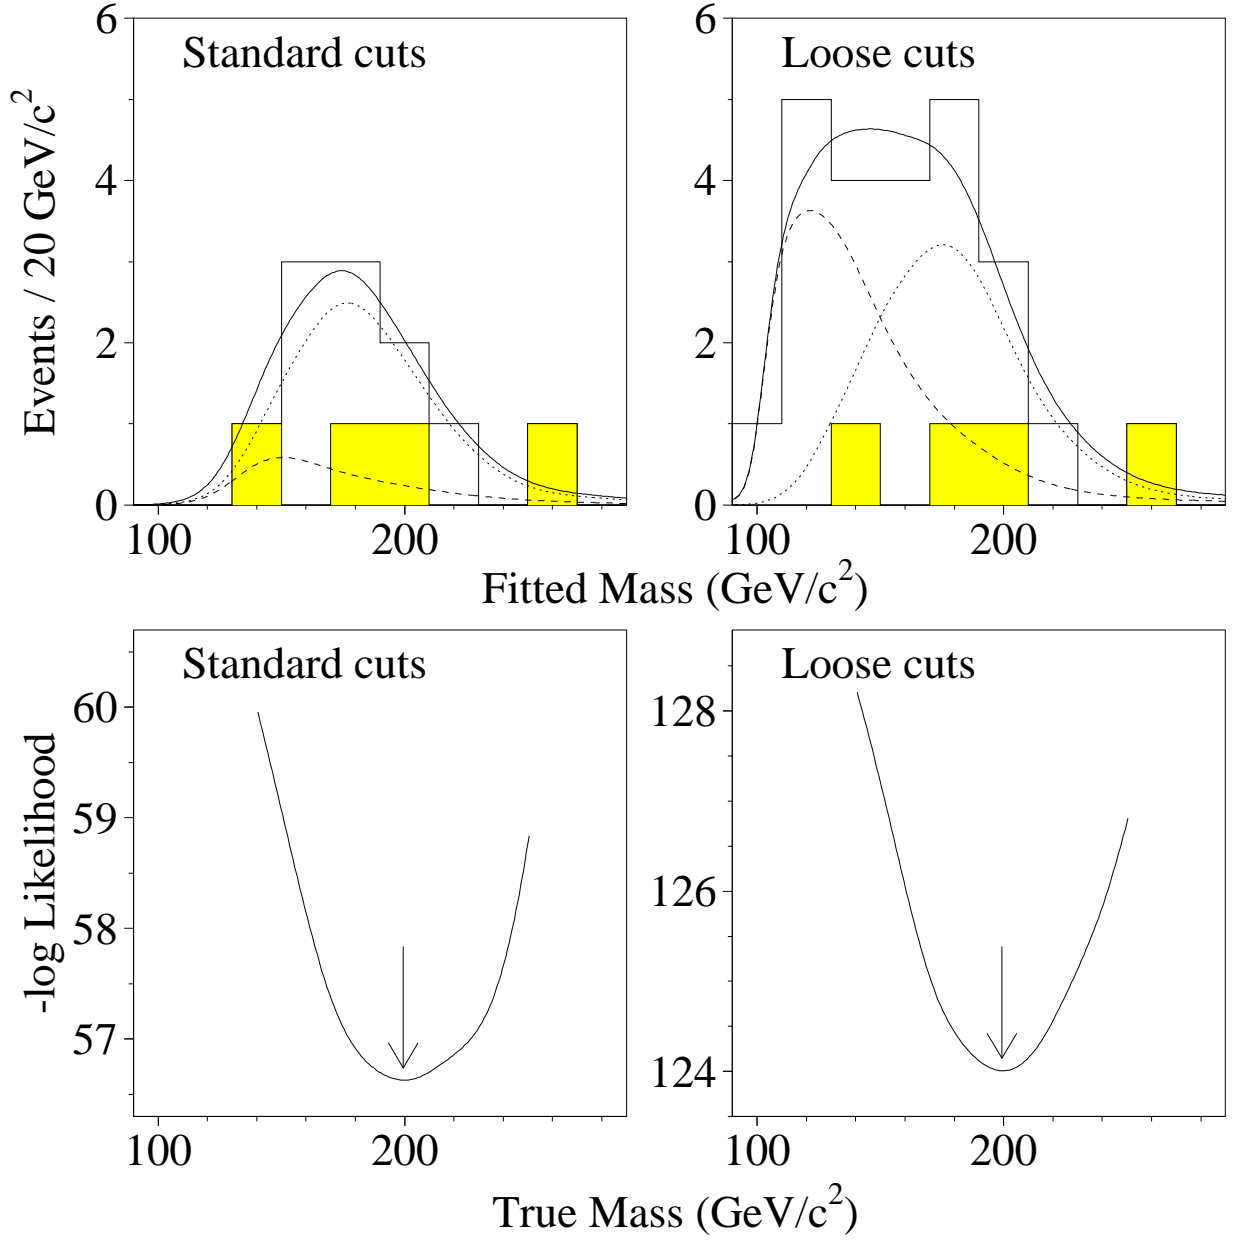 Standard cuts
Loose cuts
Events / 20 GeV/c²
6
4
2
0
100
200
6
4
2
0
100
200
Fitted Mass (GeV/c²)
Standard cuts
Loose cuts
-log Likelihood
60
59
58
57
100
200
128
126
124
100
200
True Mass (GeV/c²)